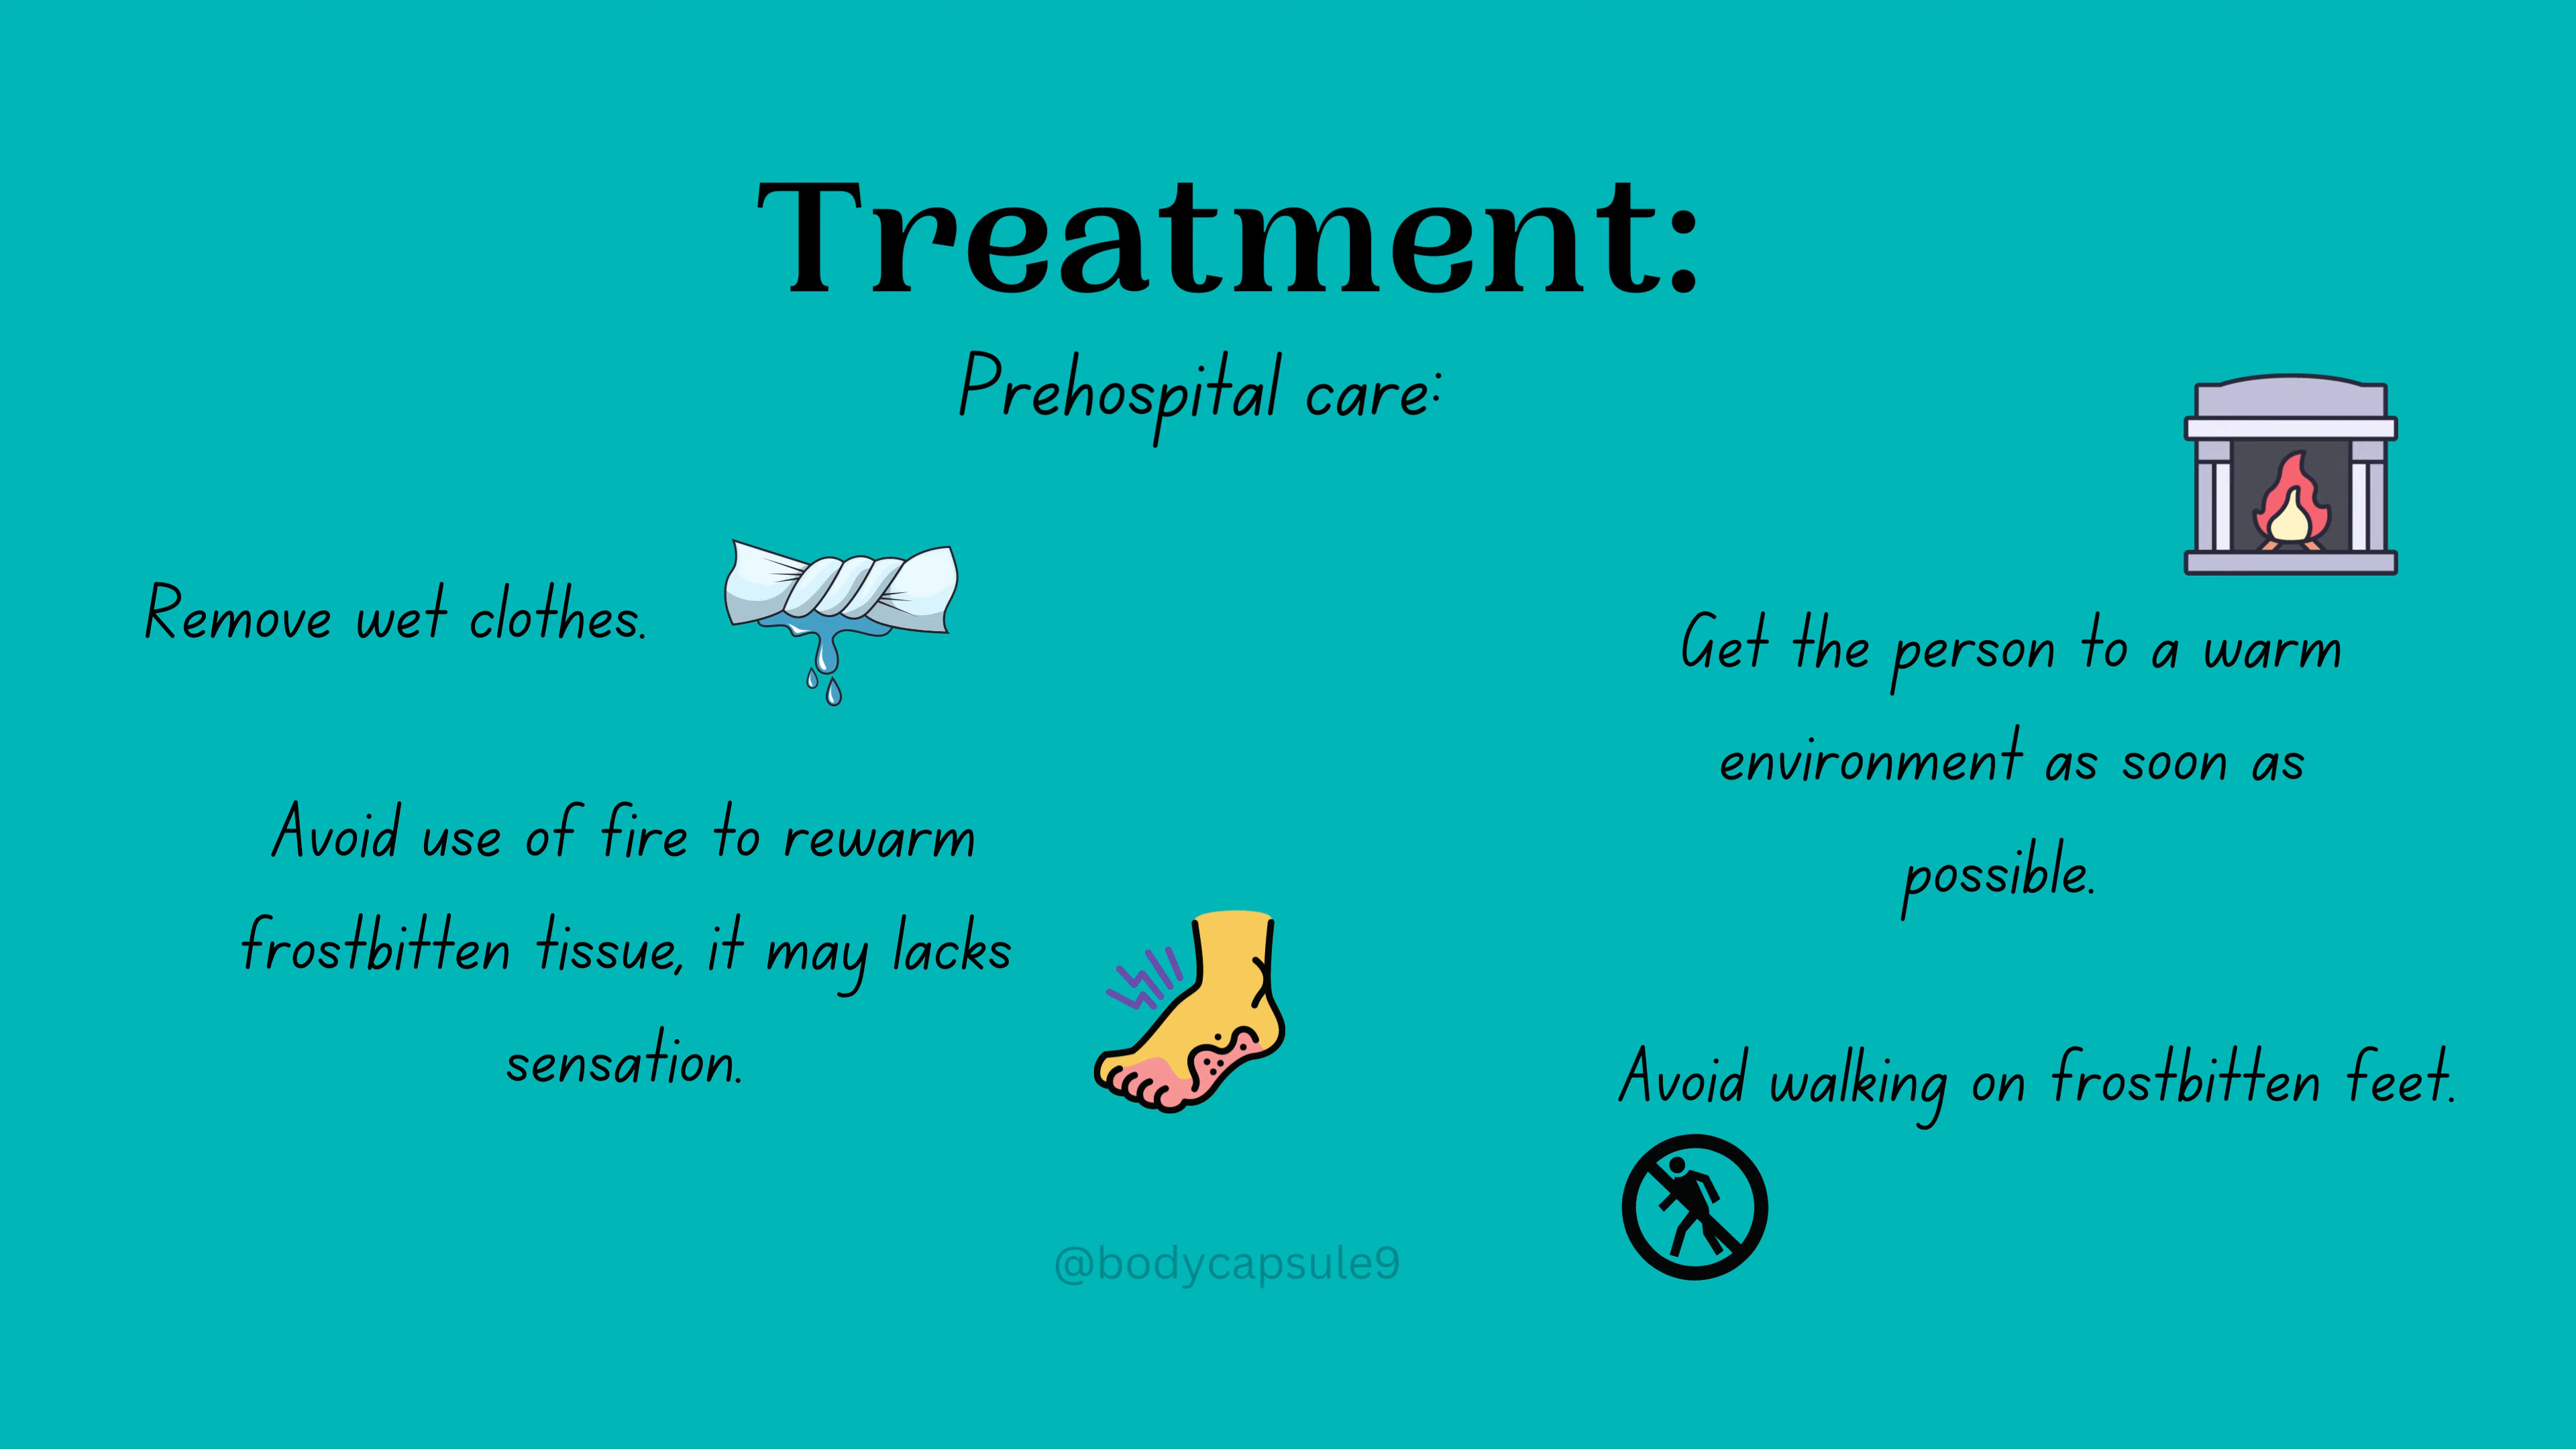 Treatment:
Prehospital care:
Remove wet clothes.
Avoid use of fire to rewarm
frostbitten tissue, it may lacks
sensation.
Get the person to a warm
environment as soon as
possible.
Avoid walking on frostbitten feet.
@bodycapsule9